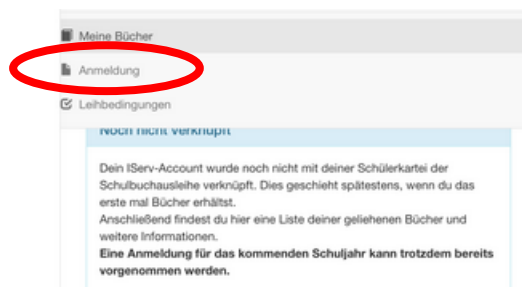 Meine Bücher
Anmeldung
Leihbedingungen
Noch nicht verknüpft
Dein IServ-Account wurde noch nicht mit deiner Schülerkartei der
Schulbuchausleihe verknüpft. Dies geschieht spätestens, wenn du das
erste mal Bücher erhältst.
Anschließend findest du hier eine Liste deiner geliehenen Bücher und
weitere Informationen.
Eine Anmeldung für das kommenden Schuljahr kann trotzdem bereits
vorgenommen werden.